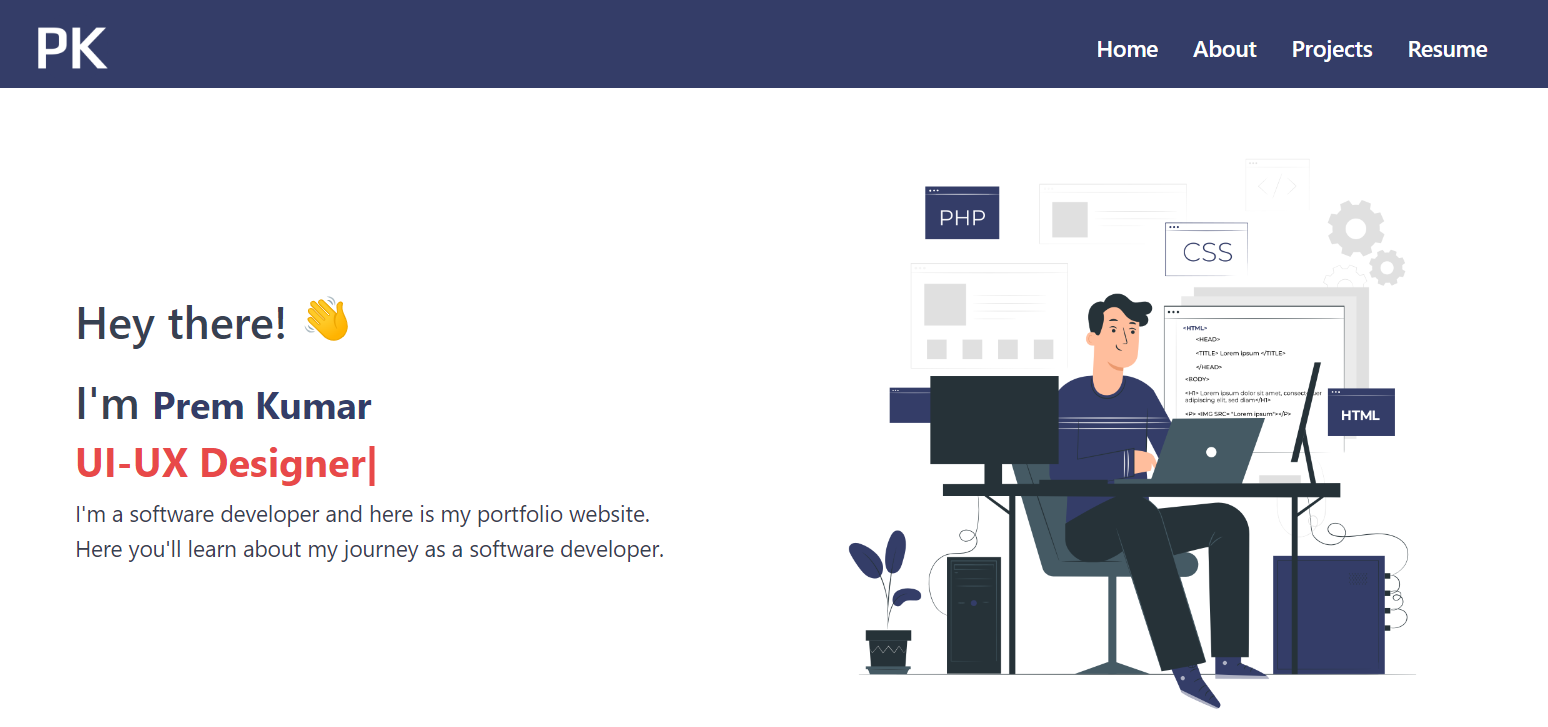 PK
Home About Projects Resume
Hey there! 👋
I'm Prem Kumar
UI-UX Designer|
I'm a software developer and here is my portfolio website.
Here you'll learn about my journey as a software developer.
</>
PHP
CSS
<HTML>
<HEAD>
<TITLE> Lorem ipsum </TITLE>
</HEAD>
<BODY>
<H1> Lorem ipsum dolor sit amet,
adipiscing elit, sed diam</H1>
<P> <IMG SRC= "Lorem ipsum"></P>
HTML